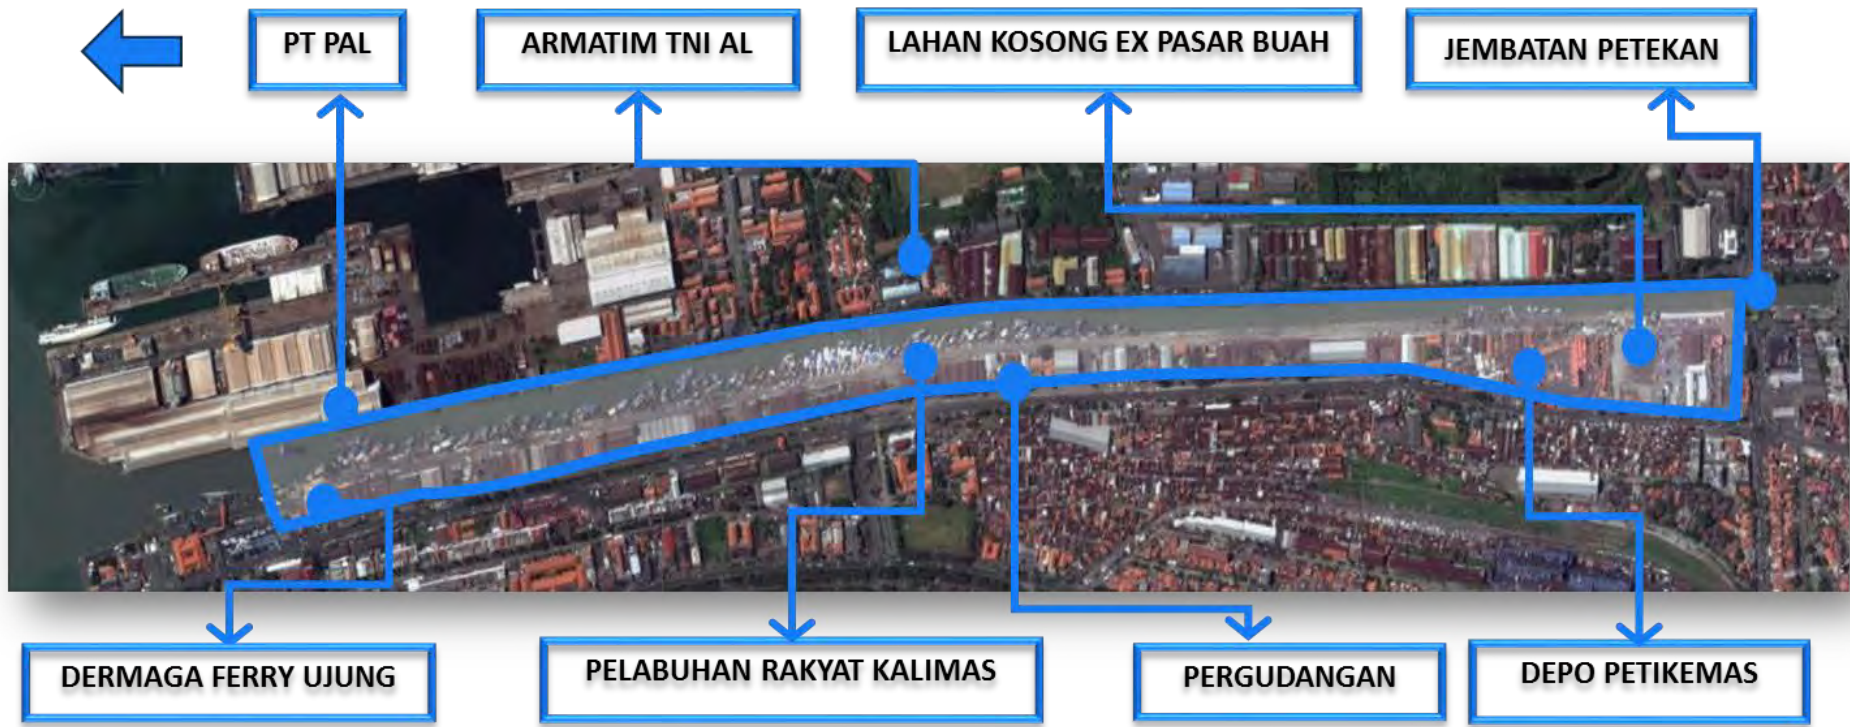 PT PAL
ARMATIM TNI AL
LAHAN KOSONG EX PASAR BUAH
JEMBATAN PETEKAN
DERMAGA FERRY UJUNG
PELABUHAN RAKYAT KALIMAS
PERGUDANGAN
DEPO PETIKEMAS